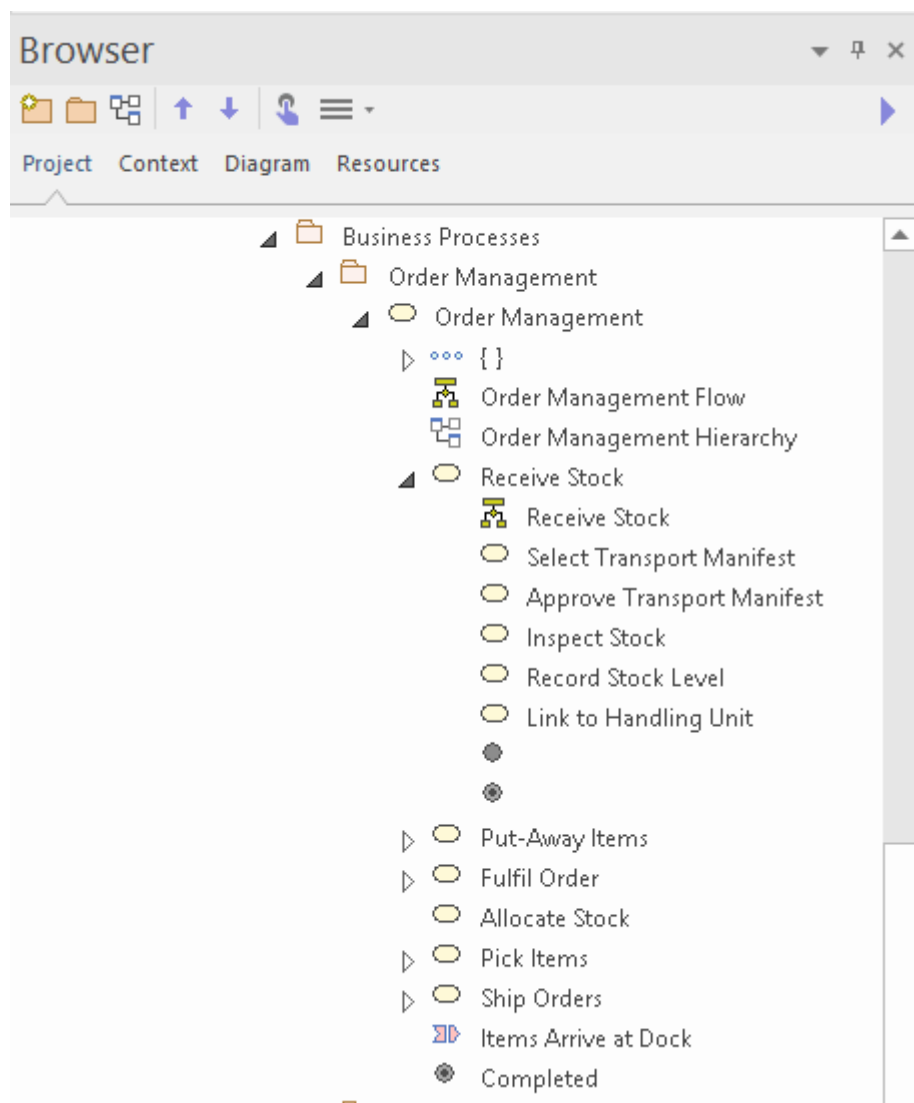 Browser
Project Context Diagram Resources
Business Processes
Order Management
Order Management
{ }
Order Management Flow
Order Management Hierarchy
Receive Stock
Receive Stock
Select Transport Manifest
Approve Transport Manifest
Inspect Stock
Record Stock Level
Link to Handling Unit
Put-Away Items
Fulfil Order
Allocate Stock
Pick Items
Ship Orders
Items Arrive at Dock
Completed